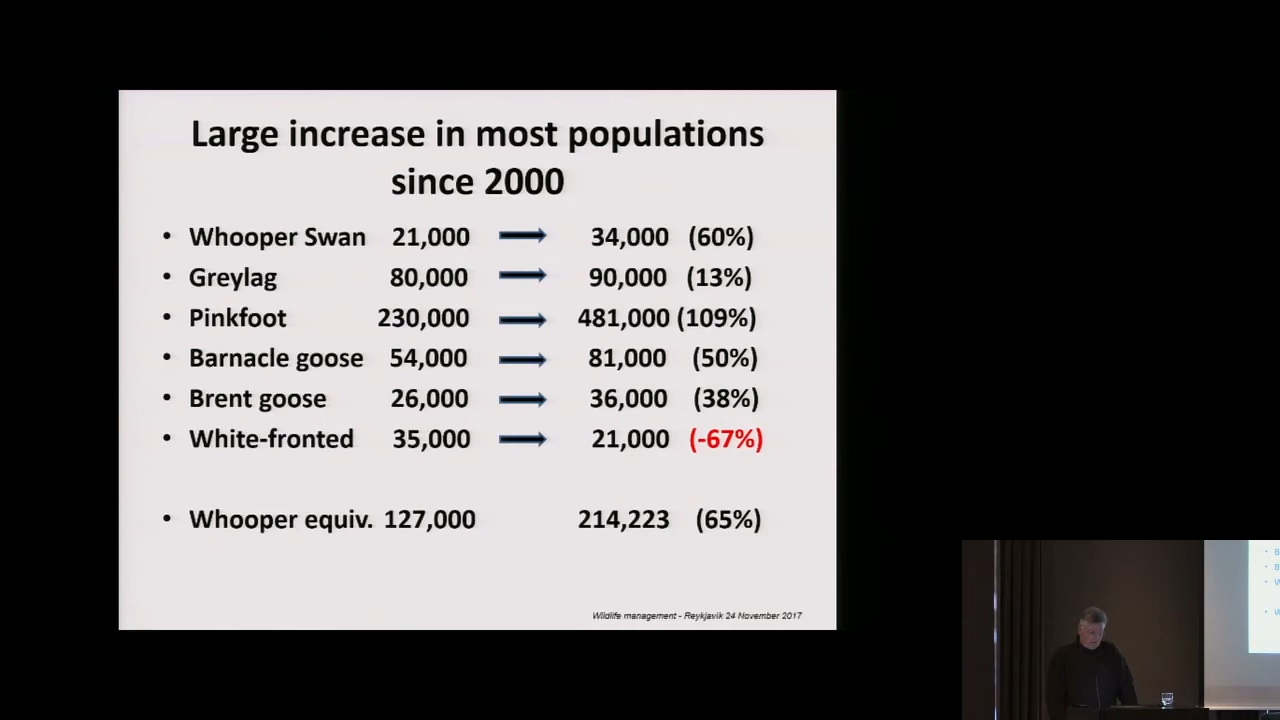 Large increase in most populations
since 2000
• Whooper Swan 21,000 34,000 (60%)
• Greylag 80,000 90,000 (13%)
• Pinkfoot 230,000 481,000 (109%)
• Barnacle goose 54,000 81,000 (50%)
• Brent goose 26,000 36,000 (38%)
• White-fronted 35,000 21,000 (-67%)
• Whooper equiv. 127,000 214,223 (65%)
Wildlife management - Reykjavik 24 November 2017